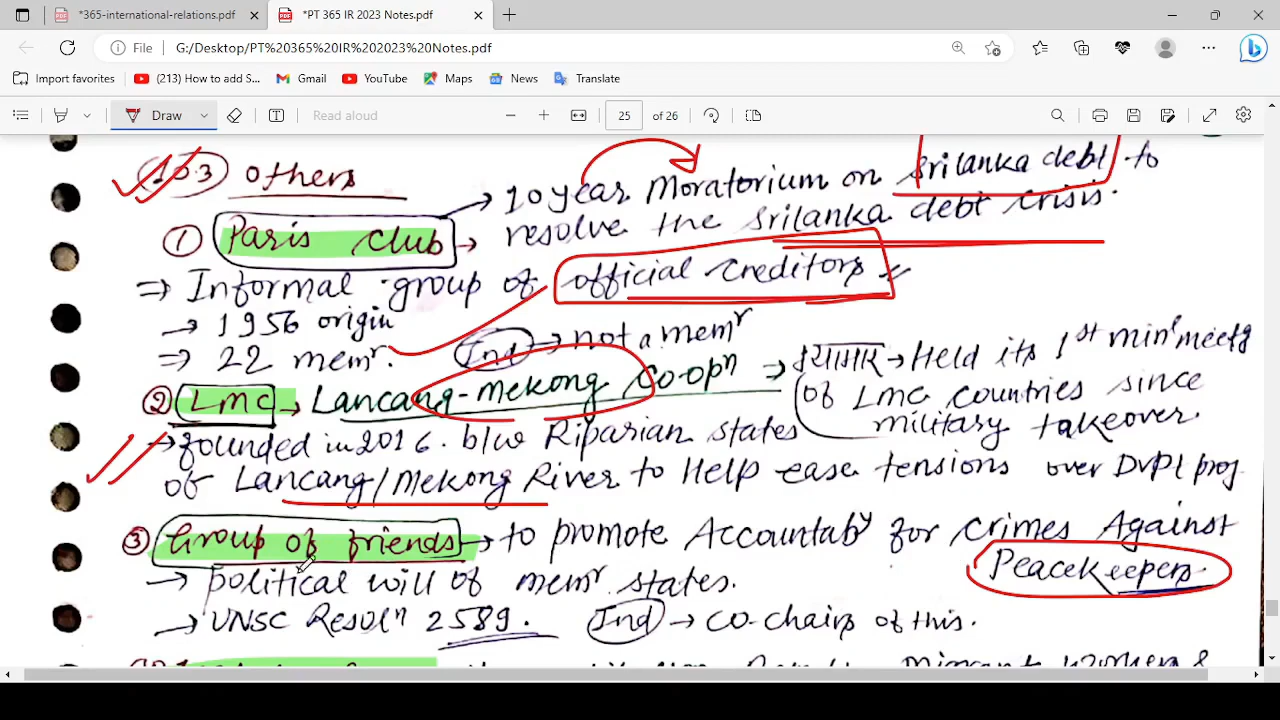 *365-international-relations.pdf
*PT 365 IR 2023 Notes.pdf
File G:/Desktop/PT%20365%20IR%202023%20Notes.pdf
Import favorites (213) How to add S... Gmail YouTube Maps News Translate
Draw Read aloud 25 of 26
10.3 others
→ 10 year Moratorium on Srilanka debt to
① Paris Club → resolve the Srilanka debt Crisis.
⇒ Informal group of official Creditors
→ 1956 origin
⇒ 22 memr. Ind → not a memr
② LMC → Lancang-Mekong Co-opn ⇒ म्यांमार → Held its 1st minl meetg
of LMC countries since
military takeover
→ founded in 2016. b/w Riparian states
of Lancang/Mekong River to Help ease tensions over Dvpl proj.
③ Group of friends → to promote Accountaby for Crimes Against
Peacekeepers.
→ political will of memr states.
→ UNSC Resoln 2589. Ind → Co-chairs of this.